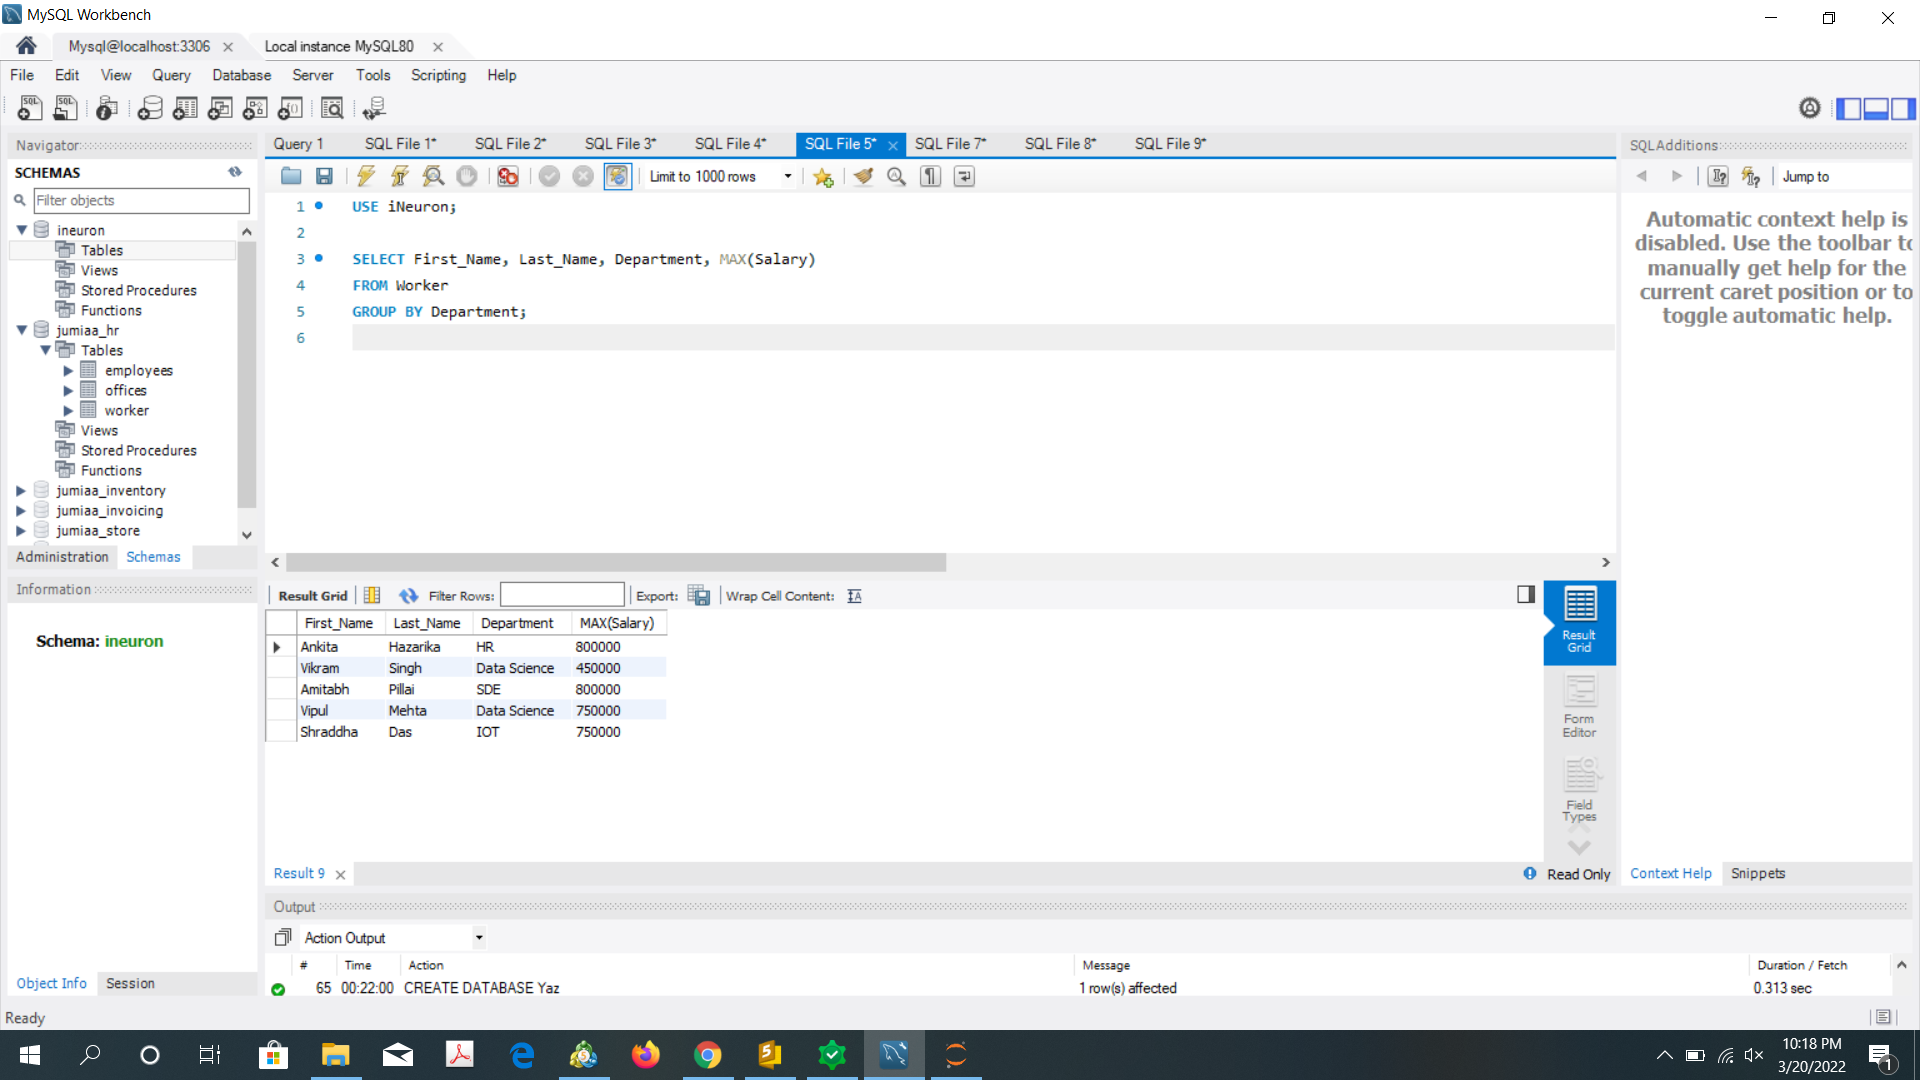 MySQL Workbench
Mysql@localhost:3306
Local instance MySQL80
File Edit View Query Database Server Tools Scripting Help
Navigator
SCHEMAS
Filter objects
ineuron
Tables
Views
Stored Procedures
Functions
jumiaa_hr
Tables
employees
offices
worker
Views
Stored Procedures
Functions
jumiaa_inventory
jumiaa_invoicing
jumiaa_store
Administration Schemas
Information
Schema: ineuron
Object Info Session
Query 1 SQL File 1* SQL File 2* SQL File 3* SQL File 4* SQL File 5* SQL File 7* SQL File 8* SQL File 9*
Limit to 1000 rows
1 USE iNeuron;
2
3 SELECT First_Name, Last_Name, Department, MAX(Salary)
4 FROM Worker
5 GROUP BY Department;
6
Result Grid Filter Rows: Export: Wrap Cell Content:
First_Name Last_Name Department MAX(Salary)
Ankita Hazarika HR 800000
Vikram Singh Data Science 450000
Amitabh Pillai SDE 800000
Vipul Mehta Data Science 750000
Shraddha Das IOT 750000
Result
Grid
Form
Editor
Field
Types
Result 9
Read Only
SQLAdditions
Jump to
Automatic context help is
disabled. Use the toolbar to
manually get help for the
current caret position or to
toggle automatic help.
Context Help Snippets
Output
Action Output
# Time Action Message Duration / Fetch
65 00:22:00 CREATE DATABASE Yaz 1 row(s) affected 0.313 sec
Ready
10:18 PM
3/20/2022
1